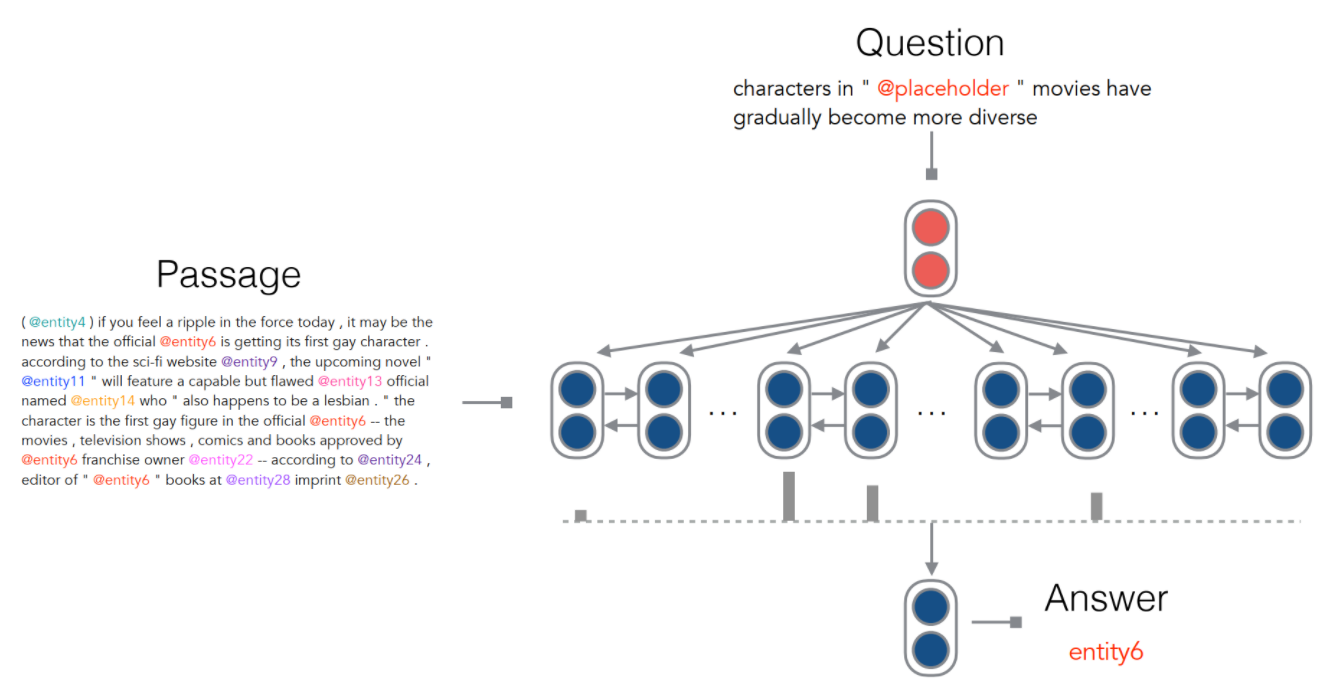 Question
characters in " @placeholder " movies have
gradually become more diverse
Passage
( @entity4 ) if you feel a ripple in the force today , it may be the
news that the official @entity6 is getting its first gay character .
according to the sci-fi website @entity9 , the upcoming novel "
@entity11 " will feature a capable but flawed @entity13 official
named @entity14 who " also happens to be a lesbian . " the
character is the first gay figure in the official @entity6 -- the
movies , television shows , comics and books approved by
@entity6 franchise owner @entity22 -- according to @entity24 ,
editor of " @entity6 " books at @entity28 imprint @entity26 .
...
...
...
Answer
entity6